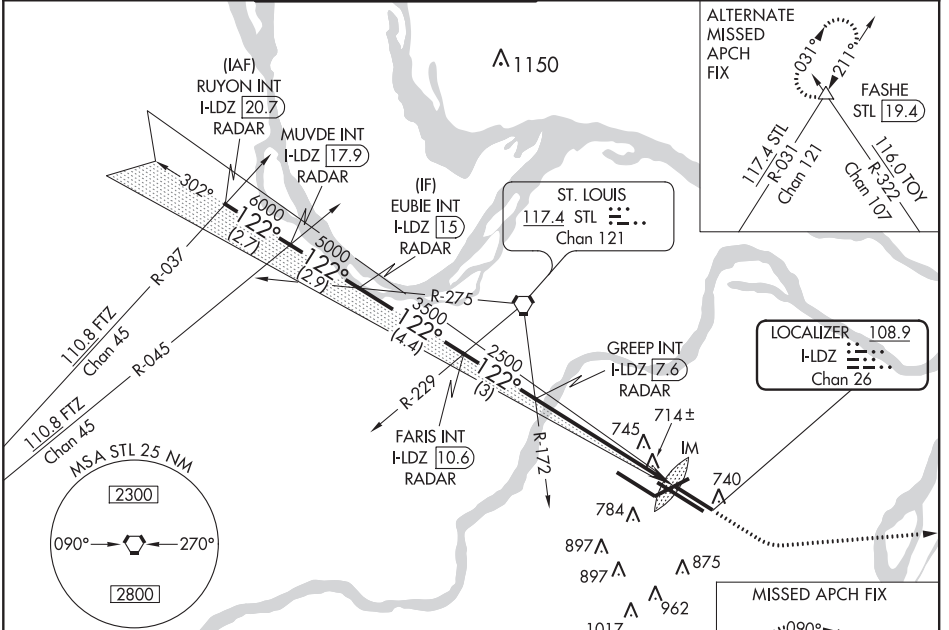 ALTERNATE
MISSED
APCH
FIX
031°
211°
FASHE
STL 19.4
117.4 STL
R-031
Chan 121
116.0 TOY
R-322
Chan 107
1150
(IAF)
RUYON INT
I-LDZ 20.7
RADAR
MUVDE INT
I-LDZ 17.9
RADAR
(IF)
EUBIE INT
I-LDZ 15
RADAR
ST. LOUIS
117.4 STL
Chan 121
302°
6000
122°
(2.7)
5000
122°
(2.9)
R-275
3500
122°
(4.4)
2500
122°
(3)
R-037
110.8 FTZ
Chan 45
R-045
110.8 FTZ
Chan 45
R-229
R-172
GREEP INT
I-LDZ 7.6
RADAR
LOCALIZER 108.9
I-LDZ
Chan 26
FARIS INT
I-LDZ 10.6
RADAR
714±
745
IM
740
784
897
897
875
962
1017
MSA STL 25 NM
2300
090°
270°
2800
MISSED APCH FIX
090°